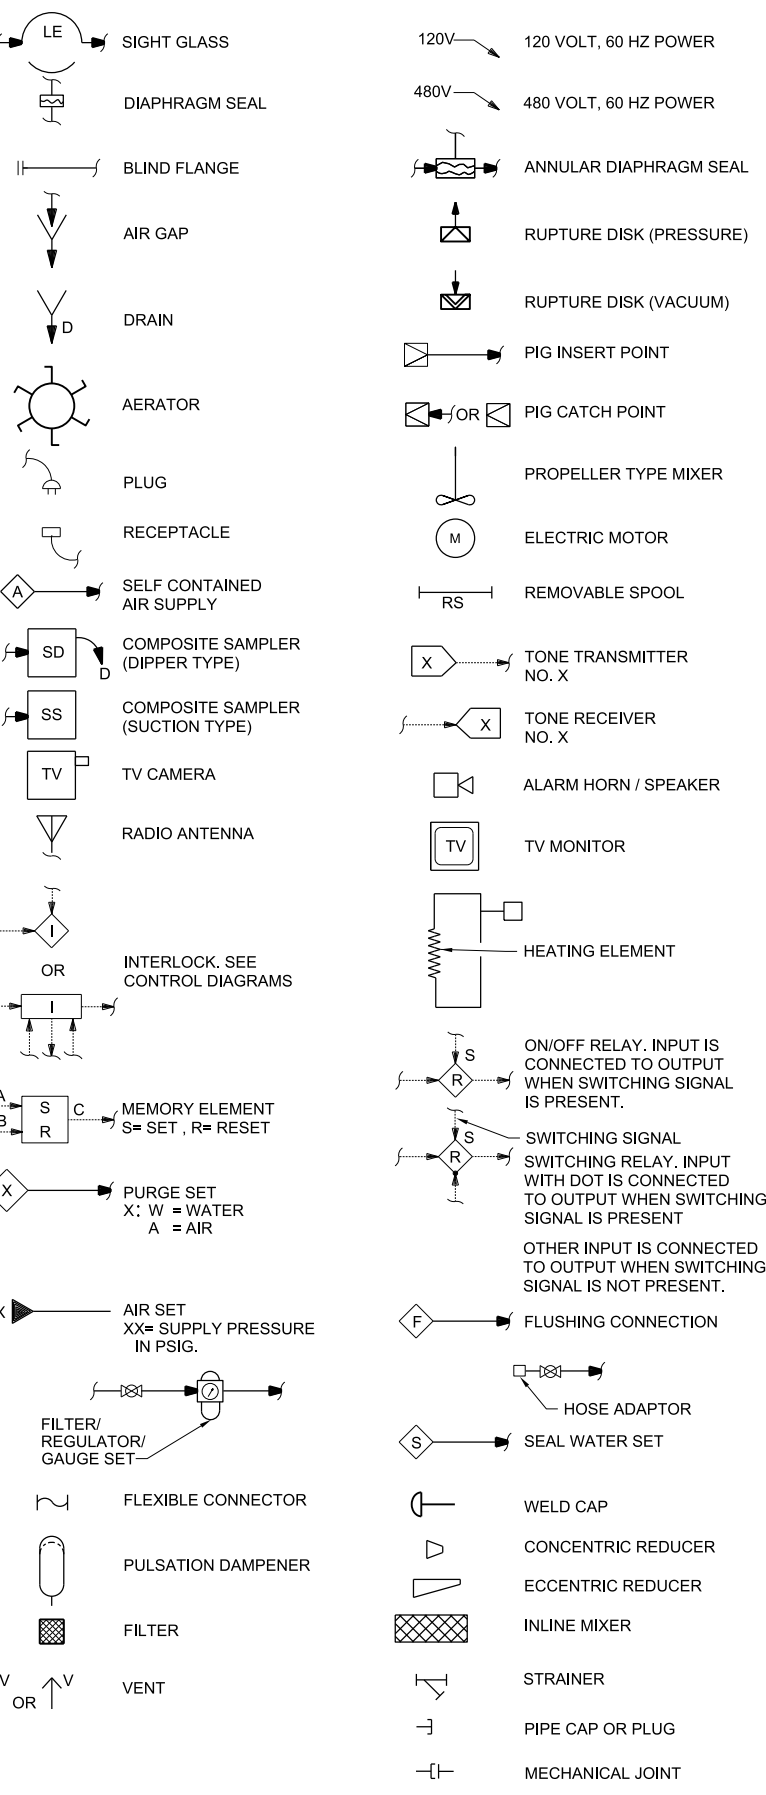 LE
SIGHT GLASS
DIAPHRAGM SEAL
BLIND FLANGE
AIR GAP
D
DRAIN
AERATOR
PLUG
RECEPTACLE
A
SELF CONTAINED
AIR SUPPLY
SD
D
COMPOSITE SAMPLER
(DIPPER TYPE)
SS
COMPOSITE SAMPLER
(SUCTION TYPE)
TV
TV CAMERA
RADIO ANTENNA
I
OR
I
INTERLOCK. SEE
CONTROL DIAGRAMS
A
B
S
R
C
MEMORY ELEMENT
S= SET , R= RESET
X
PURGE SET
X: W = WATER
A = AIR
X
AIR SET
XX= SUPPLY PRESSURE
IN PSIG.
FILTER/
REGULATOR/
GAUGE SET
FLEXIBLE CONNECTOR
PULSATION DAMPENER
FILTER
V
OR
V
VENT
120V
120 VOLT, 60 HZ POWER
480V
480 VOLT, 60 HZ POWER
ANNULAR DIAPHRAGM SEAL
RUPTURE DISK (PRESSURE)
RUPTURE DISK (VACUUM)
PIG INSERT POINT
OR
PIG CATCH POINT
PROPELLER TYPE MIXER
M
ELECTRIC MOTOR
RS
REMOVABLE SPOOL
X
TONE TRANSMITTER
NO. X
X
TONE RECEIVER
NO. X
ALARM HORN / SPEAKER
TV
TV MONITOR
HEATING ELEMENT
S
R
ON/OFF RELAY. INPUT IS
CONNECTED TO OUTPUT
WHEN SWITCHING SIGNAL
IS PRESENT.
S
R
SWITCHING SIGNAL
SWITCHING RELAY. INPUT
WITH DOT IS CONNECTED
TO OUTPUT WHEN SWITCHING
SIGNAL IS PRESENT
OTHER INPUT IS CONNECTED
TO OUTPUT WHEN SWITCHING
SIGNAL IS NOT PRESENT.
F
FLUSHING CONNECTION
HOSE ADAPTOR
S
SEAL WATER SET
WELD CAP
CONCENTRIC REDUCER
ECCENTRIC REDUCER
INLINE MIXER
STRAINER
PIPE CAP OR PLUG
MECHANICAL JOINT